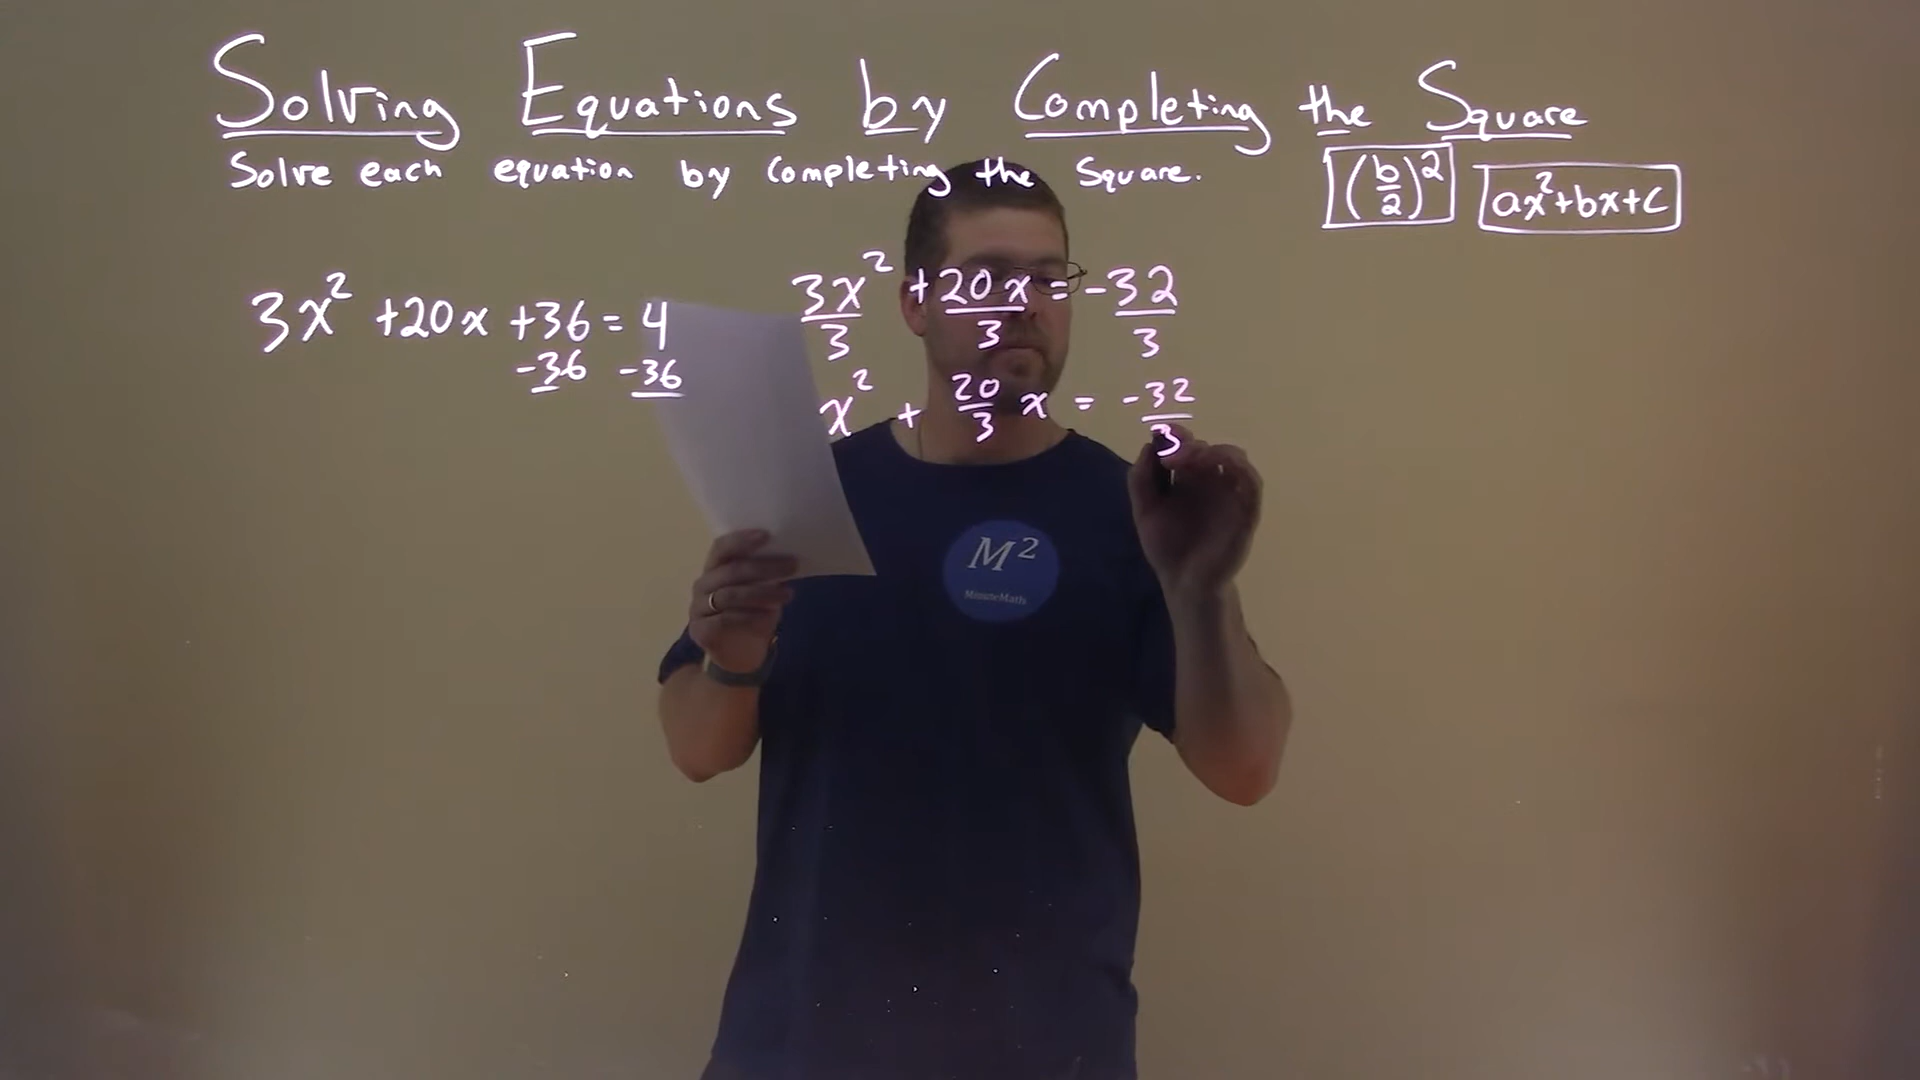 Solving Equations by Completing the Square
Solve each equation by completing the Square.
(b/2)² ax²+bx+c
3x² +20x +36 = 4
-36 -36
3x²/3 + 20x/3 = -32/3
x² + 20/3 x = -32/3
M²
MinuteMath